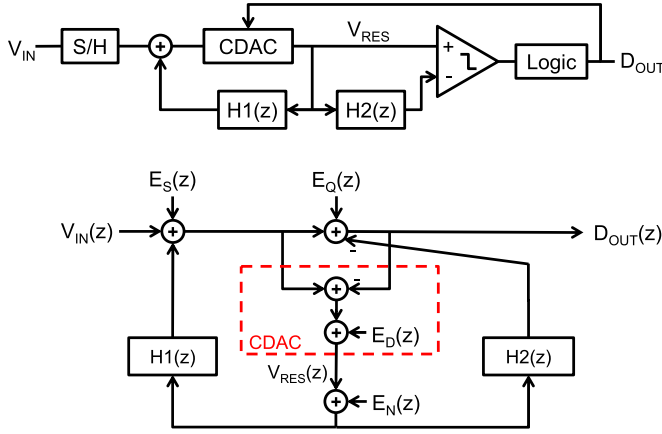 V_IN S/H + CDAC V_RES + - Logic D_OUT
H1(z) H2(z)
E_S(z) E_Q(z)
V_IN(z) + + - D_OUT(z)
+ -
CDAC + E_D(z)
H1(z) H2(z)
V_RES(z)
+ E_N(z)